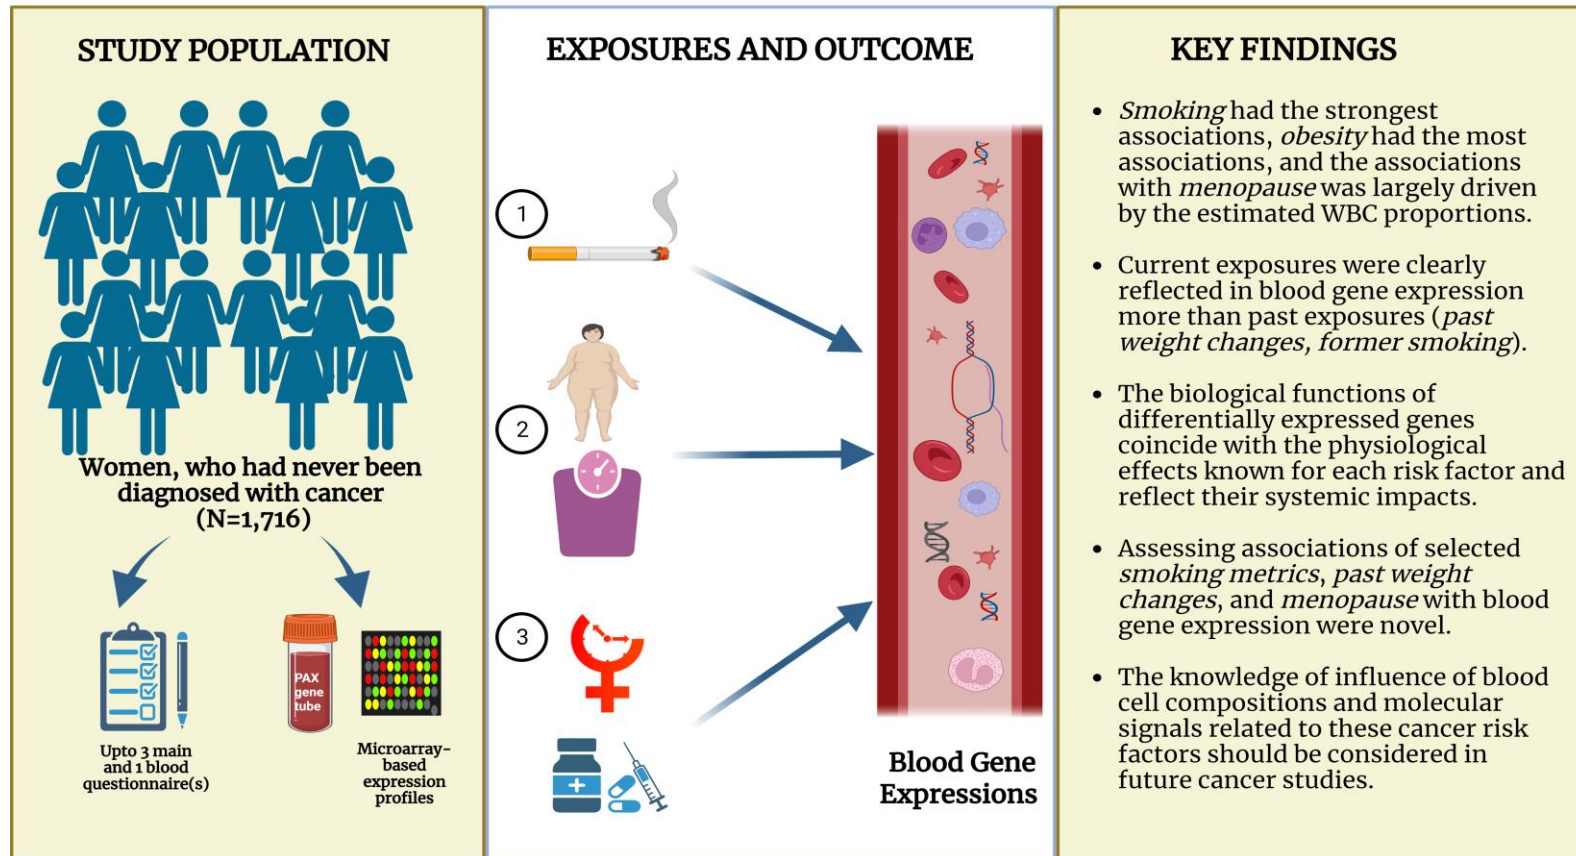 STUDY POPULATION
Women, who had never been
diagnosed with cancer
(N=1,716)
PAX
gene
tube
Upto 3 main
and 1 blood
questionnaire(s)
Microarray-
based
expression
profiles
EXPOSURES AND OUTCOME
1
2
3
Blood Gene
Expressions
KEY FINDINGS
• Smoking had the strongest
associations, obesity had the most
associations, and the associations
with menopause was largely driven
by the estimated WBC proportions.
• Current exposures were clearly
reflected in blood gene expression
more than past exposures (past
weight changes, former smoking).
• The biological functions of
differentially expressed genes
coincide with the physiological
effects known for each risk factor and
reflect their systemic impacts.
• Assessing associations of selected
smoking metrics, past weight
changes, and menopause with blood
gene expression were novel.
• The knowledge of influence of blood
cell compositions and molecular
signals related to these cancer risk
factors should be considered in
future cancer studies.